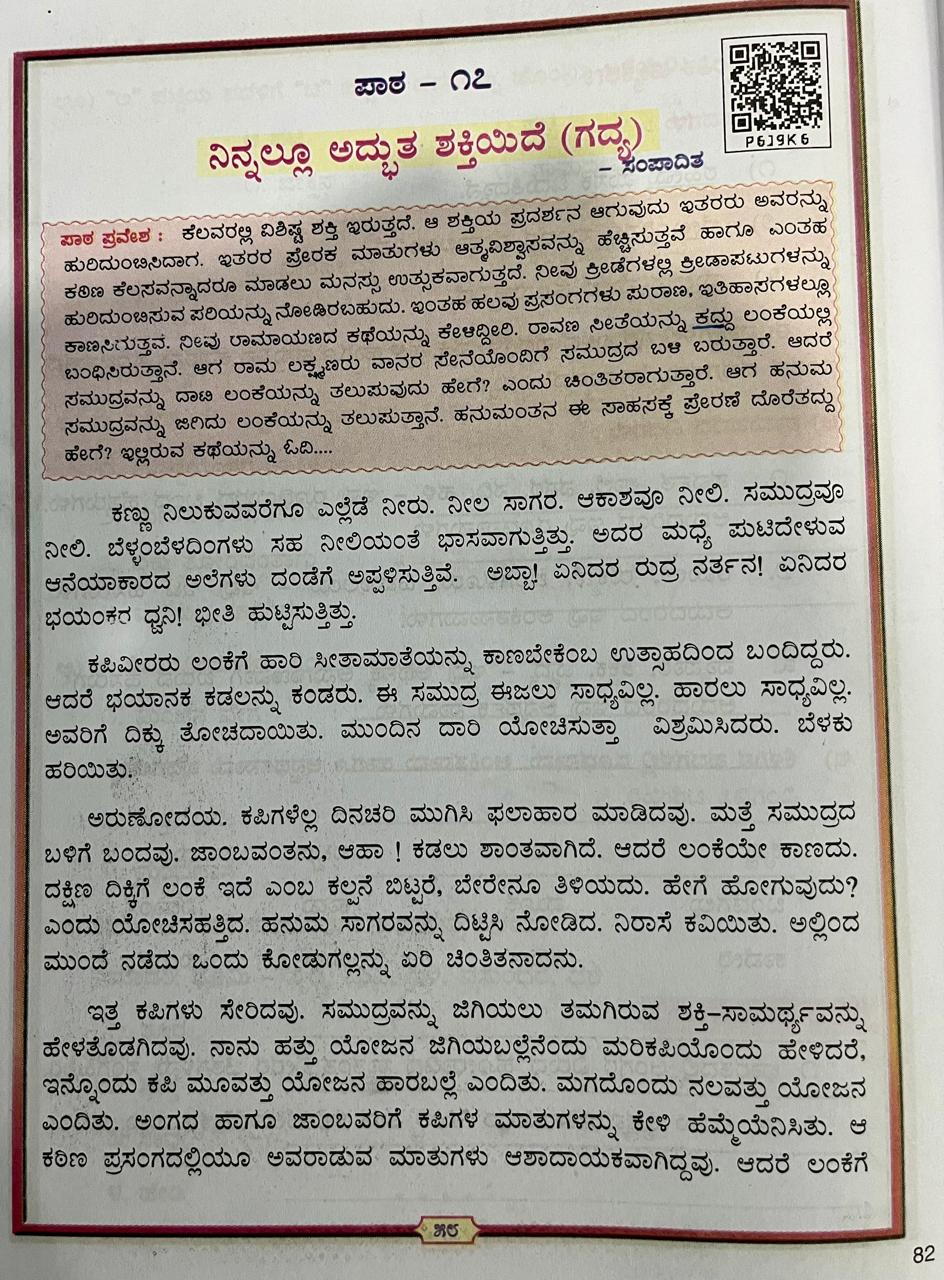 ಪಾಠ – ೧೭
P6J9K6
ನಿನ್ನಲ್ಲೂ ಅದ್ಭುತ ಶಕ್ತಿಯಿದೆ (ಗದ್ಯ)
– ಸಂಪಾದಿತ
ಪಾಠ ಪ್ರವೇಶ : ಕೆಲವರಲ್ಲಿ ವಿಶಿಷ್ಟ ಶಕ್ತಿ ಇರುತ್ತದೆ. ಆ ಶಕ್ತಿಯ ಪ್ರದರ್ಶನ ಆಗುವುದು ಇತರರು ಅವರನ್ನು
ಹುರಿದುಂಬಿಸಿದಾಗ. ಇತರರ ಪ್ರೇರಕ ಮಾತುಗಳು ಆತ್ಮವಿಶ್ವಾಸವನ್ನು ಹೆಚ್ಚಿಸುತ್ತವೆ ಹಾಗೂ ಎಂತಹ
ಕಠಿಣ ಕೆಲಸವನ್ನಾದರೂ ಮಾಡಲು ಮನಸ್ಸು ಉತ್ಸುಕವಾಗುತ್ತದೆ. ನೀವು ಕ್ರೀಡೆಗಳಲ್ಲಿ ಕ್ರೀಡಾಪಟುಗಳನ್ನು
ಹುರಿದುಂಬಿಸುವ ಪರಿಯನ್ನು ನೋಡಿರಬಹುದು. ಇಂತಹ ಹಲವು ಪ್ರಸಂಗಗಳು ಪುರಾಣ, ಇತಿಹಾಸಗಳಲ್ಲೂ
ಕಾಣಸಿಗುತ್ತವೆ. ನೀವು ರಾಮಾಯಣದ ಕಥೆಯನ್ನು ಕೇಳಿದ್ದೀರಿ. ರಾವಣ ಸೀತೆಯನ್ನು ಕದ್ದು ಲಂಕೆಯಲ್ಲಿ
ಬಂಧಿಸಿರುತ್ತಾನೆ. ಆಗ ರಾಮ ಲಕ್ಷ್ಮಣರು ವಾನರ ಸೇನೆಯೊಂದಿಗೆ ಸಮುದ್ರದ ಬಳಿ ಬರುತ್ತಾರೆ. ಆದರೆ
ಸಮುದ್ರವನ್ನು ದಾಟಿ ಲಂಕೆಯನ್ನು ತಲುಪುವುದು ಹೇಗೆ? ಎಂದು ಚಿಂತಿತರಾಗುತ್ತಾರೆ. ಆಗ ಹನುಮ
ಸಮುದ್ರವನ್ನು ಜಿಗಿದು ಲಂಕೆಯನ್ನು ತಲುಪುತ್ತಾನೆ. ಹನುಮಂತನ ಈ ಸಾಹಸಕ್ಕೆ ಪ್ರೇರಣೆ ದೊರೆತದ್ದು
ಹೇಗೆ? ಇಲ್ಲಿರುವ ಕಥೆಯನ್ನು ಓದಿ....
ಕಣ್ಣು ನಿಲುಕುವವರೆಗೂ ಎಲ್ಲೆಡೆ ನೀರು. ನೀಲ ಸಾಗರ. ಆಕಾಶವೂ ನೀಲಿ. ಸಮುದ್ರವೂ
ನೀಲಿ. ಬೆಳ್ಳಂಬೆಳದಿಂಗಳು ಸಹ ನೀಲಿಯಂತೆ ಭಾಸವಾಗುತ್ತಿತ್ತು. ಅದರ ಮಧ್ಯೆ ಪುಟಿದೇಳುವ
ಆನೆಯಾಕಾರದ ಅಲೆಗಳು ದಂಡೆಗೆ ಅಪ್ಪಳಿಸುತ್ತಿವೆ. ಅಬ್ಬಾ! ಏನಿದರ ರುದ್ರ ನರ್ತನ! ಏನಿದರ
ಭಯಂಕರ ಧ್ವನಿ! ಭೀತಿ ಹುಟ್ಟಿಸುತ್ತಿತ್ತು.
ಕಪಿವೀರರು ಲಂಕೆಗೆ ಹಾರಿ ಸೀತಾಮಾತೆಯನ್ನು ಕಾಣಬೇಕೆಂಬ ಉತ್ಸಾಹದಿಂದ ಬಂದಿದ್ದರು.
ಆದರೆ ಭಯಾನಕ ಕಡಲನ್ನು ಕಂಡರು. ಈ ಸಮುದ್ರ ಈಜಲು ಸಾಧ್ಯವಿಲ್ಲ. ಹಾರಲು ಸಾಧ್ಯವಿಲ್ಲ.
ಅವರಿಗೆ ದಿಕ್ಕು ತೋಚದಾಯಿತು. ಮುಂದಿನ ದಾರಿ ಯೋಚಿಸುತ್ತಾ ವಿಶ್ರಮಿಸಿದರು. ಬೆಳಕು
ಹರಿಯಿತು.
ಅರುಣೋದಯ. ಕಪಿಗಳೆಲ್ಲ ದಿನಚರಿ ಮುಗಿಸಿ ಫಲಾಹಾರ ಮಾಡಿದವು. ಮತ್ತೆ ಸಮುದ್ರದ
ಬಳಿಗೆ ಬಂದವು. ಜಾಂಬವಂತನು, ಆಹಾ ! ಕಡಲು ಶಾಂತವಾಗಿದೆ. ಆದರೆ ಲಂಕೆಯೇ ಕಾಣದು.
ದಕ್ಷಿಣ ದಿಕ್ಕಿಗೆ ಲಂಕೆ ಇದೆ ಎಂಬ ಕಲ್ಪನೆ ಬಿಟ್ಟರೆ, ಬೇರೇನೂ ತಿಳಿಯದು. ಹೇಗೆ ಹೋಗುವುದು?
ಎಂದು ಯೋಚಿಸಹತ್ತಿದ. ಹನುಮ ಸಾಗರವನ್ನು ದಿಟ್ಟಿಸಿ ನೋಡಿದ. ನಿರಾಸೆ ಕವಿಯಿತು. ಅಲ್ಲಿಂದ
ಮುಂದೆ ನಡೆದು ಒಂದು ಕೋಡುಗಲ್ಲನ್ನು ಏರಿ ಚಿಂತಿತನಾದನು.
ಇತ್ತ ಕಪಿಗಳು ಸೇರಿದವು. ಸಮುದ್ರವನ್ನು ಜಿಗಿಯಲು ತಮಗಿರುವ ಶಕ್ತಿ–ಸಾಮರ್ಥ್ಯವನ್ನು
ಹೇಳತೊಡಗಿದವು. ನಾನು ಹತ್ತು ಯೋಜನ ಜಿಗಿಯಬಲ್ಲೆನೆಂದು ಮರಿಕಪಿಯೊಂದು ಹೇಳಿದರೆ,
ಇನ್ನೊಂದು ಕಪಿ ಮೂವತ್ತು ಯೋಜನ ಹಾರಬಲ್ಲೆ ಎಂದಿತು. ಮಗದೊಂದು ನಲವತ್ತು ಯೋಜನ
ಎಂದಿತು. ಅಂಗದ ಹಾಗೂ ಜಾಂಬವರಿಗೆ ಕಪಿಗಳ ಮಾತುಗಳನ್ನು ಕೇಳಿ ಹೆಮ್ಮೆಯೆನಿಸಿತು. ಆ
ಕಠಿಣ ಪ್ರಸಂಗದಲ್ಲಿಯೂ ಅವರಾಡುವ ಮಾತುಗಳು ಆಶಾದಾಯಕವಾಗಿದ್ದವು. ಆದರೆ ಲಂಕೆಗೆ
೫೮
82